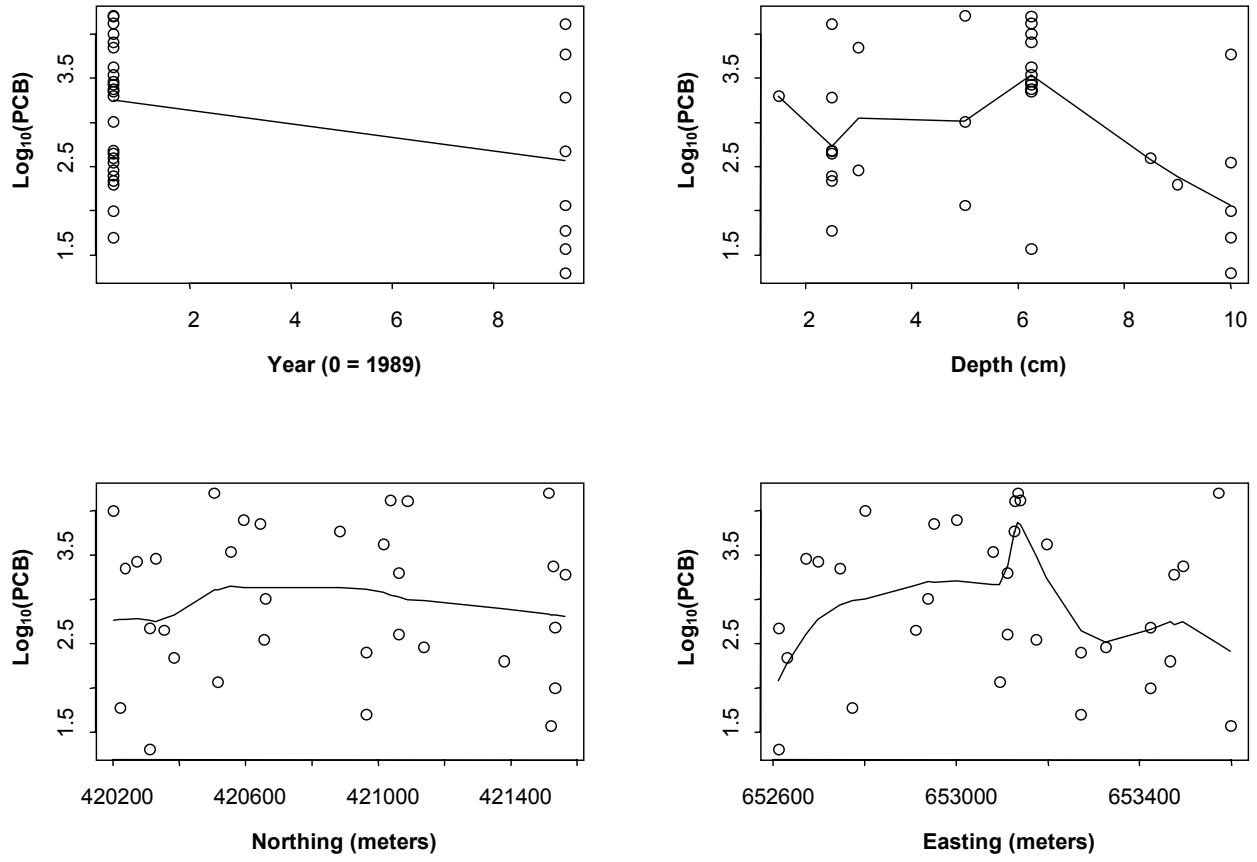 Log₁₀(PCB)
3.5
2.5
1.5
2 4 6 8
Year (0 = 1989)
Log₁₀(PCB)
3.5
2.5
1.5
2 4 6 8 10
Depth (cm)
Log₁₀(PCB)
3.5
2.5
1.5
420200 420600 421000 421400
Northing (meters)
Log₁₀(PCB)
3.5
2.5
1.5
652600 653000 653400
Easting (meters)